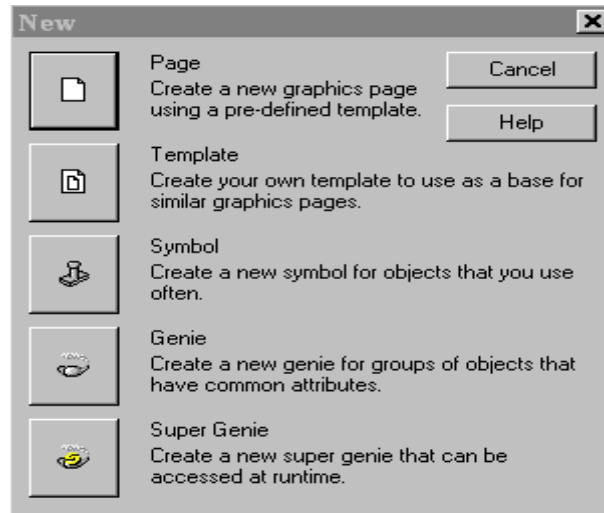 New
Page
Create a new graphics page
using a pre-defined template.
Cancel
Help
Template
Create your own template to use as a base for
similar graphics pages.
Symbol
Create a new symbol for objects that you use
often.
Genie
Create a new genie for groups of objects that
have common attributes.
Super Genie
Create a new super genie that can be
accessed at runtime.